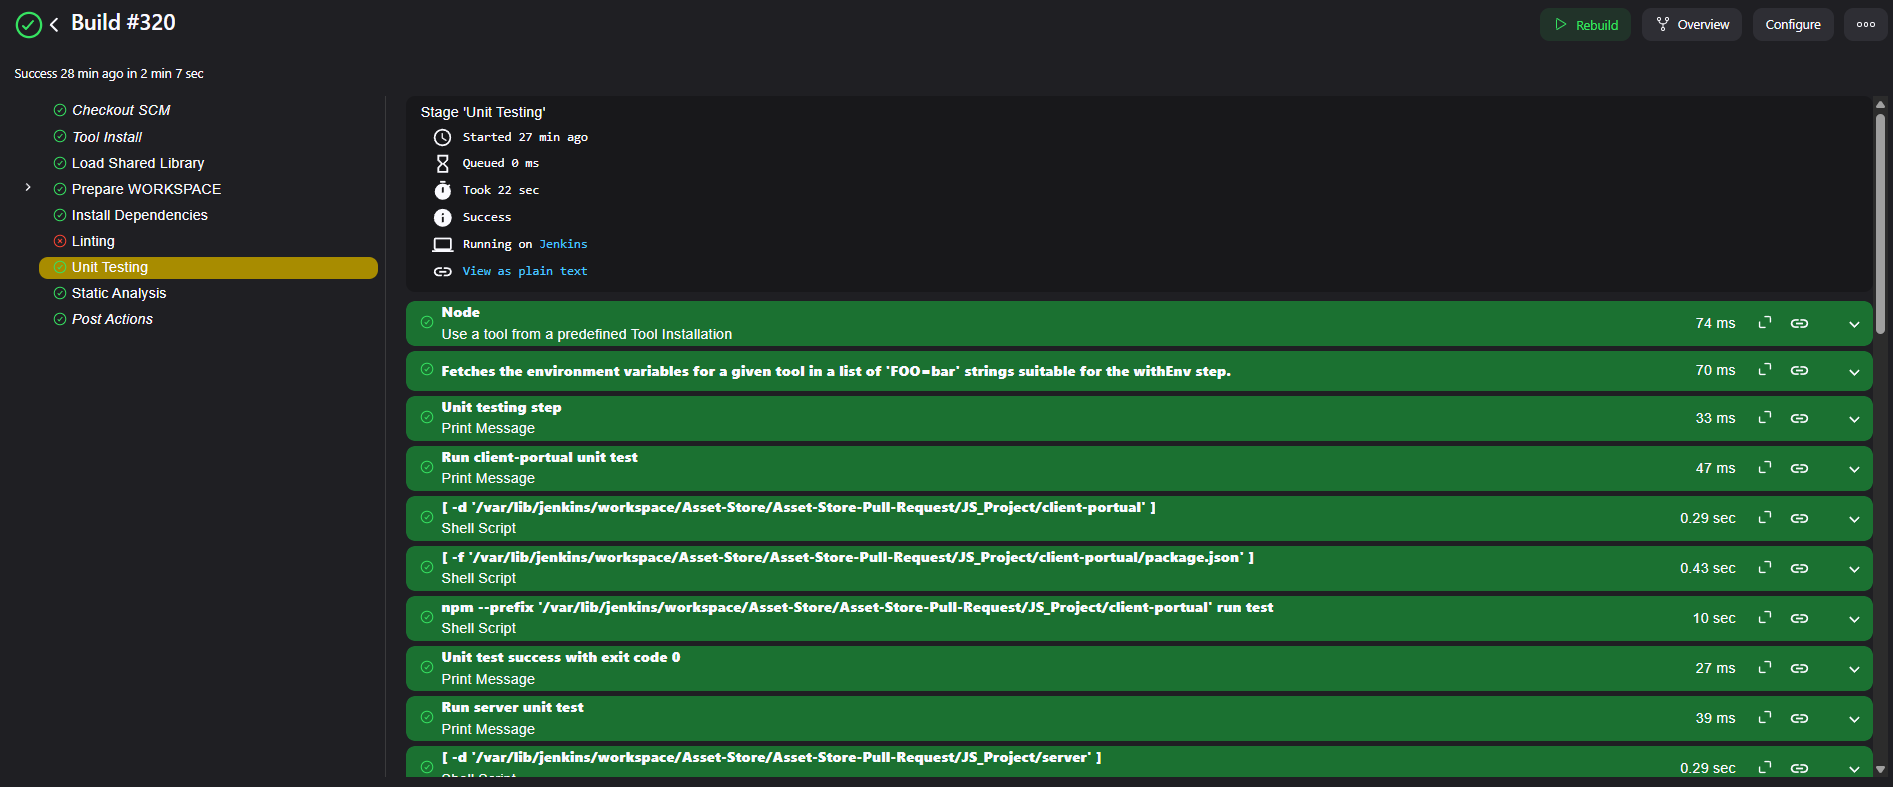 Build #320
Rebuild
Overview
Configure
Success 28 min ago in 2 min 7 sec
Checkout SCM
Tool Install
Load Shared Library
Prepare WORKSPACE
Install Dependencies
Linting
Unit Testing
Static Analysis
Post Actions
Stage 'Unit Testing'
Started 27 min ago
Queued 0 ms
Took 22 sec
Success
Running on Jenkins
View as plain text
Node
Use a tool from a predefined Tool Installation
74 ms
Fetches the environment variables for a given tool in a list of 'FOO=bar' strings suitable for the withEnv step.
70 ms
Unit testing step
Print Message
33 ms
Run client-portual unit test
Print Message
47 ms
[ -d '/var/lib/jenkins/workspace/Asset-Store/Asset-Store-Pull-Request/JS_Project/client-portual' ]
Shell Script
0.29 sec
[ -f '/var/lib/jenkins/workspace/Asset-Store/Asset-Store-Pull-Request/JS_Project/client-portual/package.json' ]
Shell Script
0.43 sec
npm --prefix '/var/lib/jenkins/workspace/Asset-Store/Asset-Store-Pull-Request/JS_Project/client-portual' run test
Shell Script
10 sec
Unit test success with exit code 0
Print Message
27 ms
Run server unit test
Print Message
39 ms
[ -d '/var/lib/jenkins/workspace/Asset-Store/Asset-Store-Pull-Request/JS_Project/server' ]
Shell Script
0.29 sec